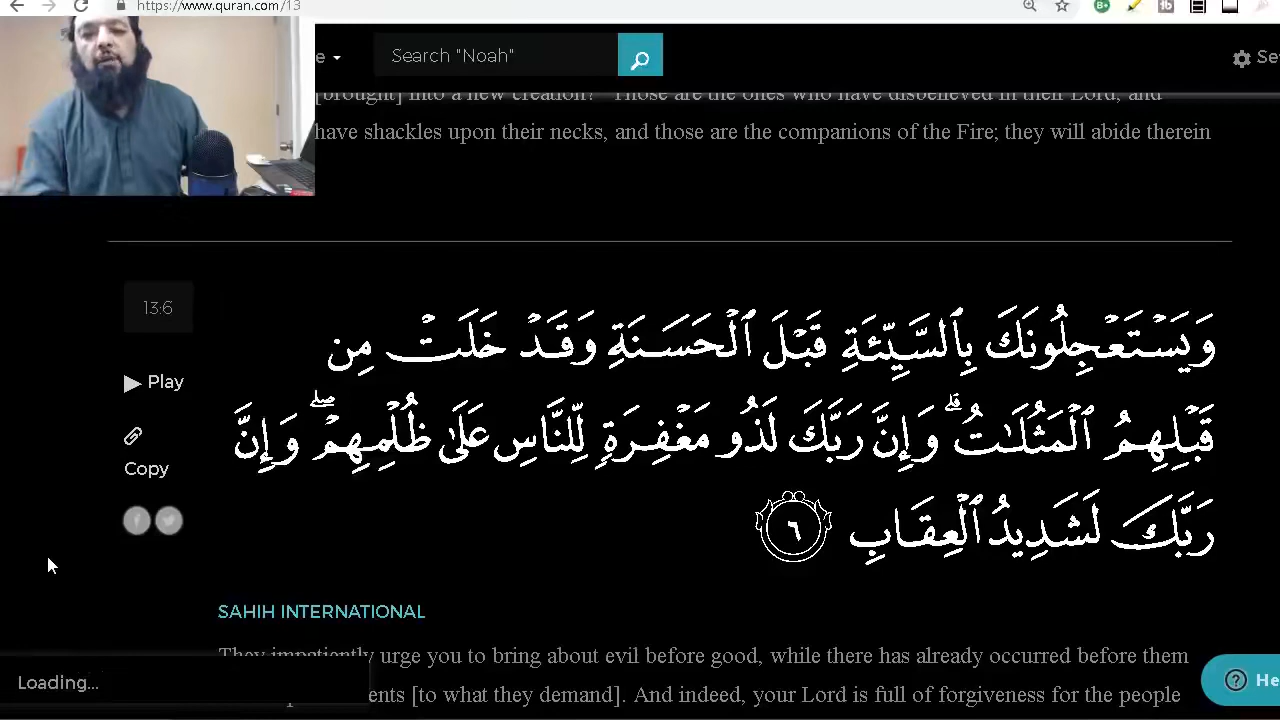 https://www.quran.com/13
e
Search "Noah"
Se
[brought] into a new creation?" Those are the ones who have disbelieved in their Lord, and
have shackles upon their necks, and those are the companions of the Fire; they will abide therein
13:6
وَيَسْتَعْجِلُونَكَ بِٱلسَّيِّئَةِ قَبْلَ ٱلْحَسَنَةِ وَقَدْ خَلَتْ مِن
Play
قَبْلِهِمُ ٱلْمَثُلَـٰتُ ۗ وَإِنَّ رَبَّكَ لَذُو مَغْفِرَةٍ لِّلنَّاسِ عَلَىٰ ظُلْمِهِمْ ۖ وَإِنَّ
Copy
رَبَّكَ لَشَدِيدُ ٱلْعِقَابِ ٦
SAHIH INTERNATIONAL
They impatiently urge you to bring about evil before good, while there has already occurred before them
Loading...
ents [to what they demand]. And indeed, your Lord is full of forgiveness for the people
He